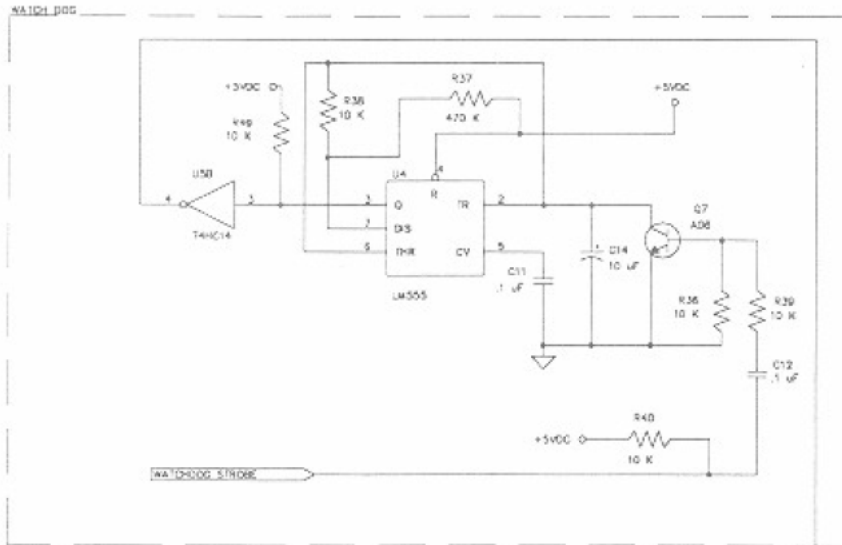 WATCH DOG
+5VDC
R49
10 K
R38
10 K
R37
470 K
+5VDC
4
U4
R
4
3
74HC14
3
Q
TR
2
7
DIS
6
THR
CV
5
LM555
C11
.1 uF
+
C14
10 uF
Q7
A06
R36
10 K
R39
10 K
C12
.1 uF
R40
+5VDC
10 K
WATCHDOG STROBE